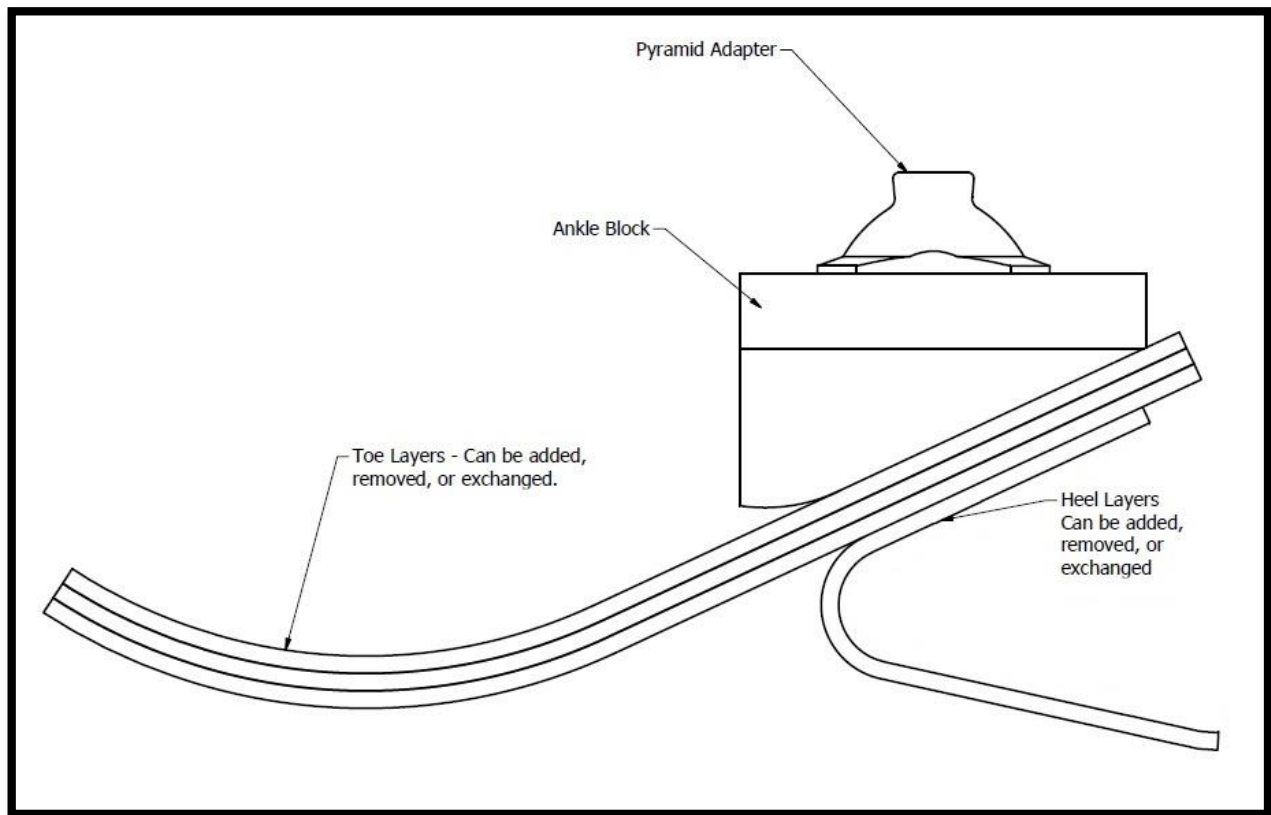 Pyramid Adapter
Ankle Block
Toe Layers - Can be added,
removed, or exchanged.
Heel Layers
Can be added,
removed, or
exchanged